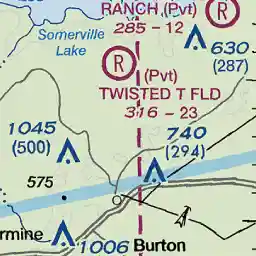 RANCH (Pvt)
285 - 12
R
Somerville
Lake
630
(287)
R
(Pvt)
TWISTED T FLD
316 - 23
1045
(500)
740
(294)
575
1006
Burton